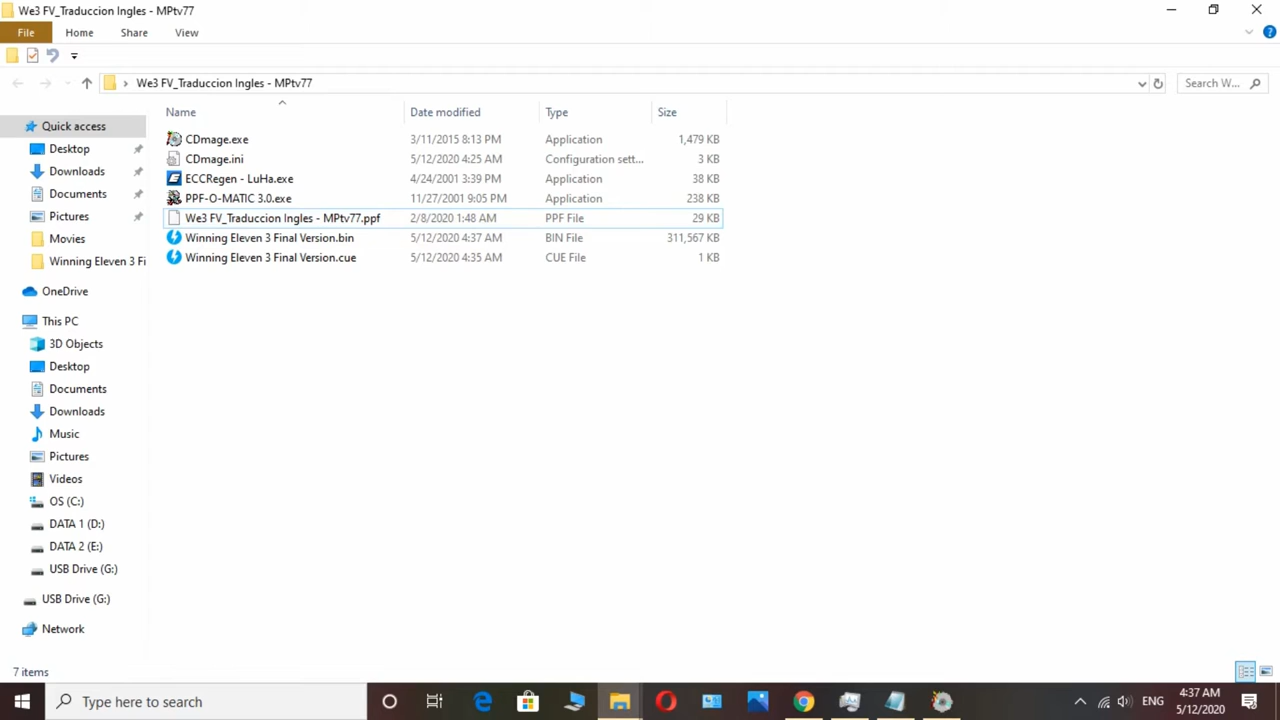 We3 FV_Traduccion Ingles - MPtv77
File Home Share View
We3 FV_Traduccion Ingles - MPtv77
Search W...
Name Date modified Type Size
CDmage.exe 3/11/2015 8:13 PM Application 1,479 KB
CDmage.ini 5/12/2020 4:25 AM Configuration sett... 3 KB
ECCRegen - LuHa.exe 4/24/2001 3:39 PM Application 38 KB
PPF-O-MATIC 3.0.exe 11/27/2001 9:05 PM Application 238 KB
We3 FV_Traduccion Ingles - MPtv77.ppf 2/8/2020 1:48 AM PPF File 29 KB
Winning Eleven 3 Final Version.bin 5/12/2020 4:37 AM BIN File 311,567 KB
Winning Eleven 3 Final Version.cue 5/12/2020 4:35 AM CUE File 1 KB
Quick access
Desktop
Downloads
Documents
Pictures
Movies
Winning Eleven 3 Fi
OneDrive
This PC
3D Objects
Desktop
Documents
Downloads
Music
Pictures
Videos
OS (C:)
DATA 1 (D:)
DATA 2 (E:)
USB Drive (G:)
USB Drive (G:)
Network
7 items
Type here to search
ENG
4:37 AM
5/12/2020